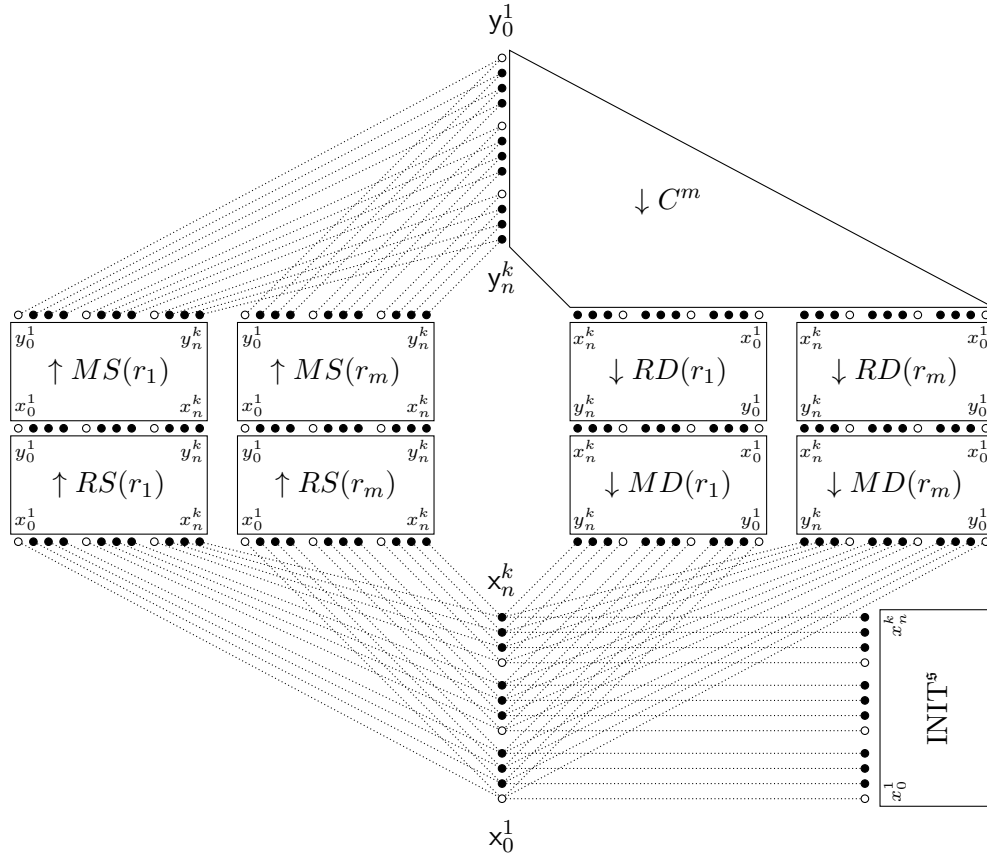 y_0^1
↓ C^m
y_n^k
y_0^1 y_n^k y_0^1 y_n^k x_n^k x_0^1 x_n^k x_0^1
↑ MS(r_1) ↑ MS(r_m) ↓ RD(r_1) ↓ RD(r_m)
x_0^1 x_n^k x_0^1 x_n^k y_n^k y_0^1 y_n^k y_0^1
y_0^1 y_n^k y_0^1 y_n^k x_n^k x_0^1 x_n^k x_0^1
↑ RS(r_1) ↑ RS(r_m) ↓ MD(r_1) ↓ MD(r_m)
x_0^1 x_n^k x_0^1 x_n^k y_n^k y_0^1 y_n^k y_0^1
x_n^k
x_n^k
INIT^𝔰
x_0^1
x_0^1